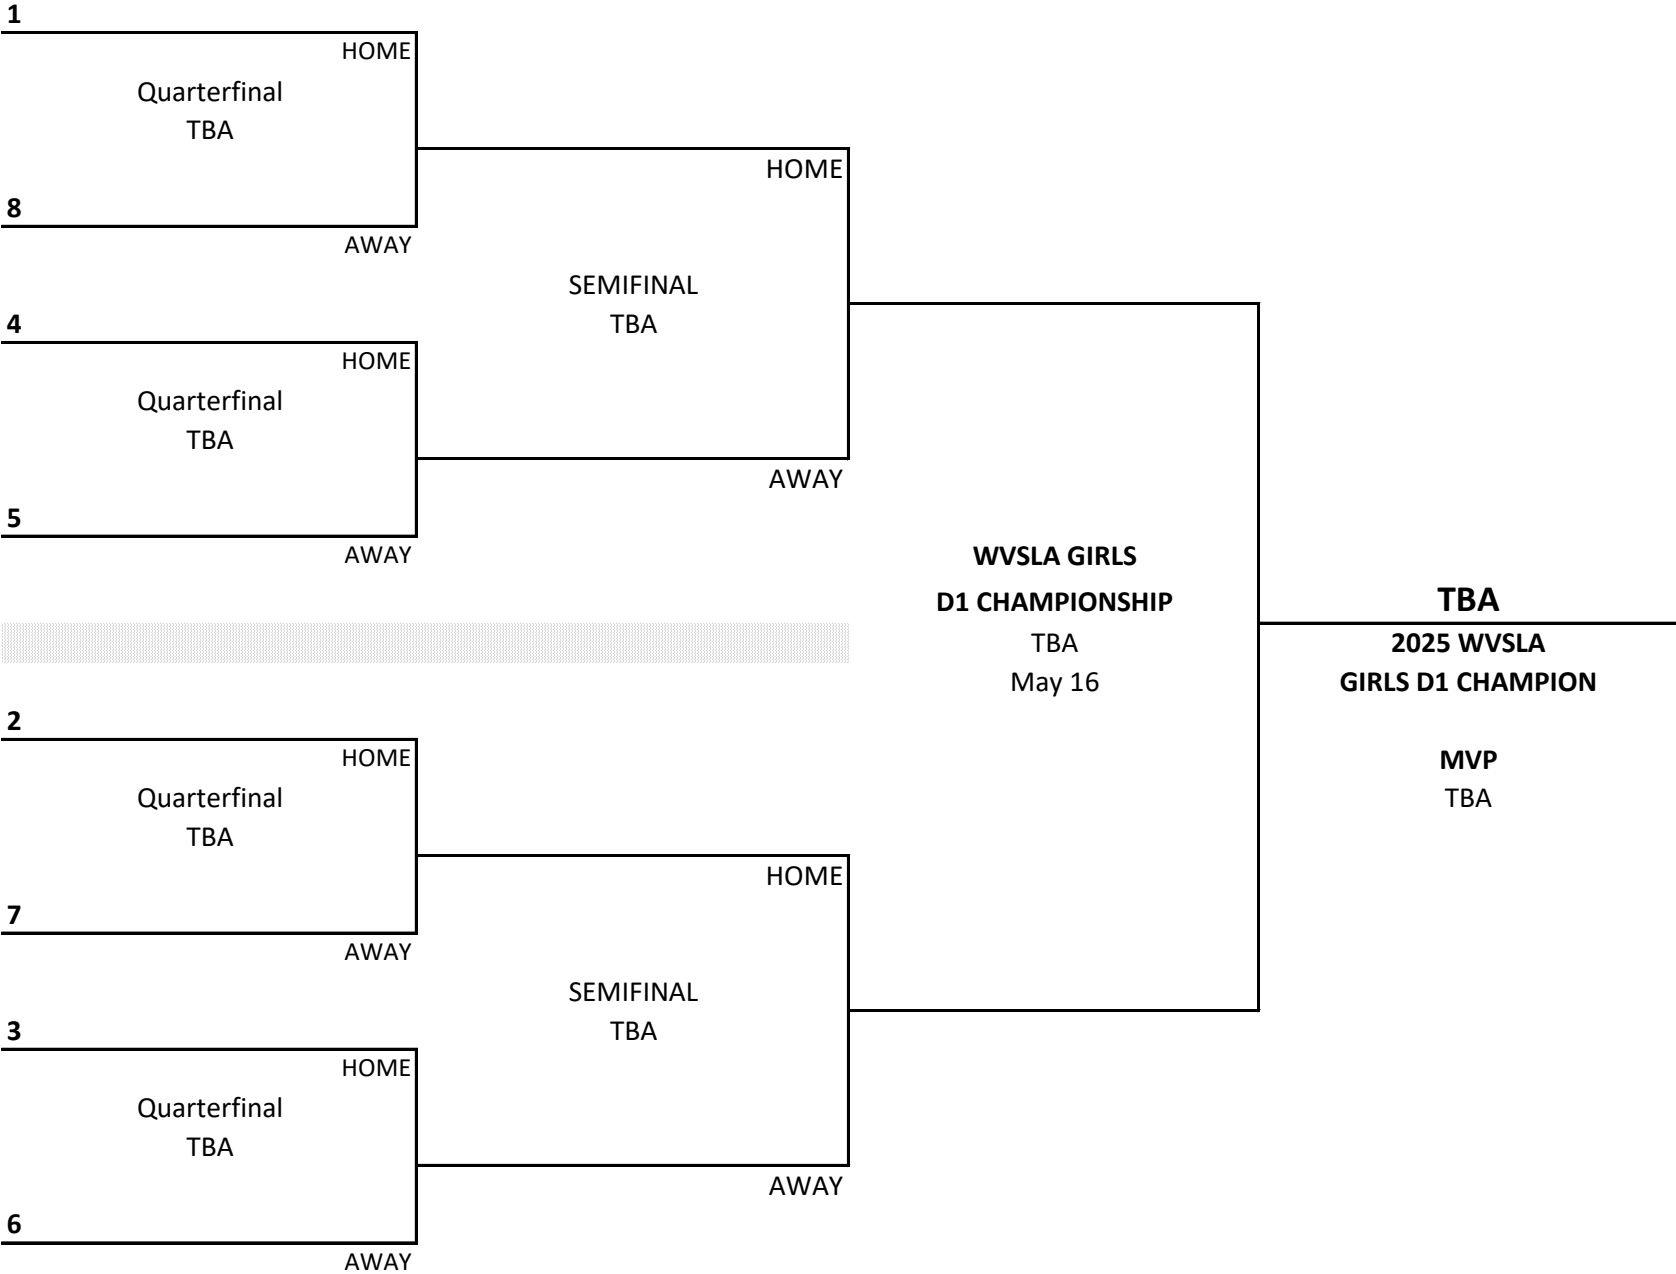 1
HOME
Quarterfinal
TBA
8
AWAY
4
HOME
Quarterfinal
TBA
5
AWAY
HOME
SEMIFINAL
TBA
AWAY
2
HOME
Quarterfinal
TBA
7
AWAY
3
HOME
Quarterfinal
TBA
6
AWAY
HOME
SEMIFINAL
TBA
AWAY
WVSLA GIRLS
D1 CHAMPIONSHIP
TBA
May 16
TBA
2025 WVSLA
GIRLS D1 CHAMPION
MVP
TBA